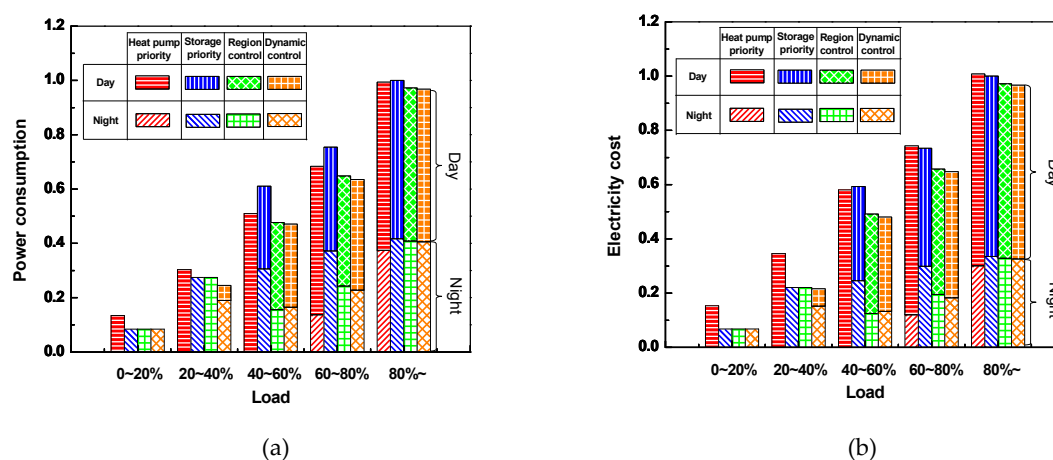 1.2
1.0
0.8
0.6
0.4
0.2
0.0
Power consumption
Heat pump priority
Storage priority
Region control
Dynamic control
Day
Night
Day
Night
0~20%
20~40%
40~60%
60~80%
80%~
Load
(a)
1.2
1.0
0.8
0.6
0.4
0.2
0.0
Electricity cost
Heat pump priority
Storage priority
Region control
Dynamic control
Day
Night
Day
Night
0~20%
20~40%
40~60%
60~80%
80%~
Load
(b)